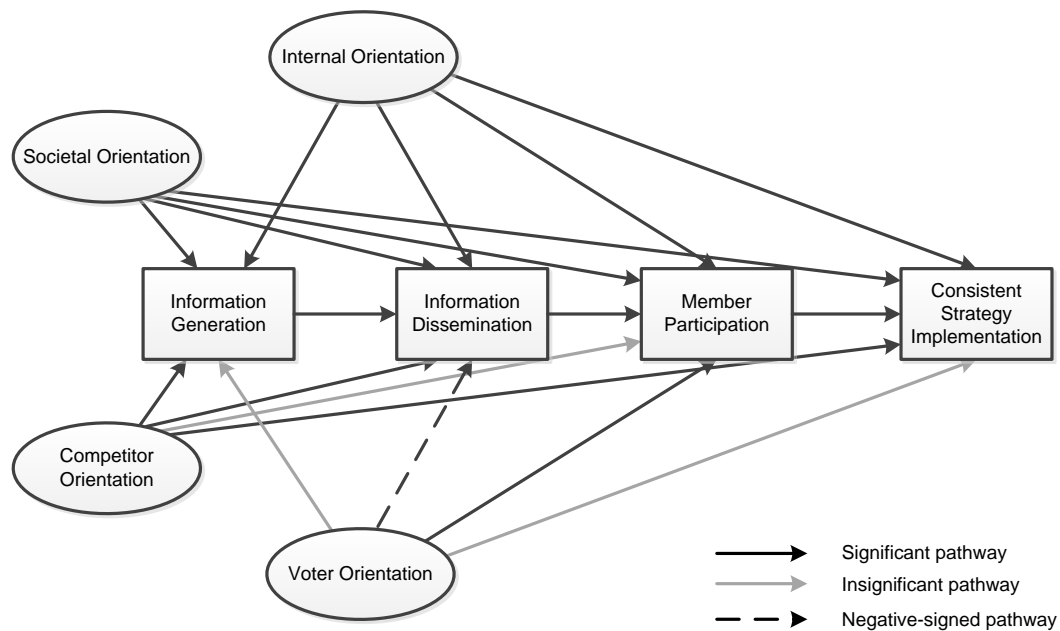 Internal Orientation
Societal Orientation
Information
Generation
Information
Dissemination
Member
Participation
Consistent
Strategy
Implementation
Competitor
Orientation
Voter Orientation
Significant pathway
Insignificant pathway
Negative-signed pathway